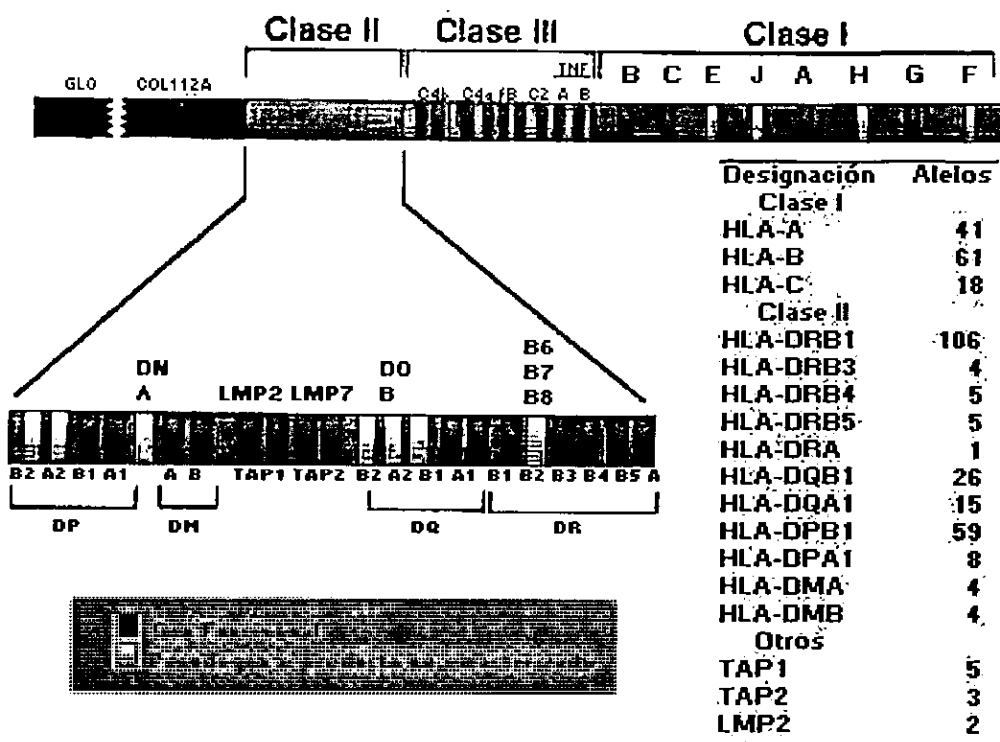 Clase II Clase III Clase I
TNF
B C E J A H G F
GLO COL112A
C4b C4a fB C2 A B
Designación Alelos
Clase I
HLA-A 41
HLA-B 61
HLA-C 18
Clase II
HLA-DRB1 106
HLA-DRB3 4
HLA-DRB4 5
HLA-DRB5 5
HLA-DRA 1
HLA-DQB1 26
HLA-DQA1 15
HLA-DPB1 59
HLA-DPA1 8
HLA-DMA 4
HLA-DMB 4
Otros
TAP1 5
TAP2 3
LMP2 2
B6
DN DO B7
A LMP2 LMP7 B B8
B2 A2 B1 A1 A B TAP1 TAP2 B2 A2 B1 A1 B1 B2 B3 B4 B5 A
DP DM DQ DR